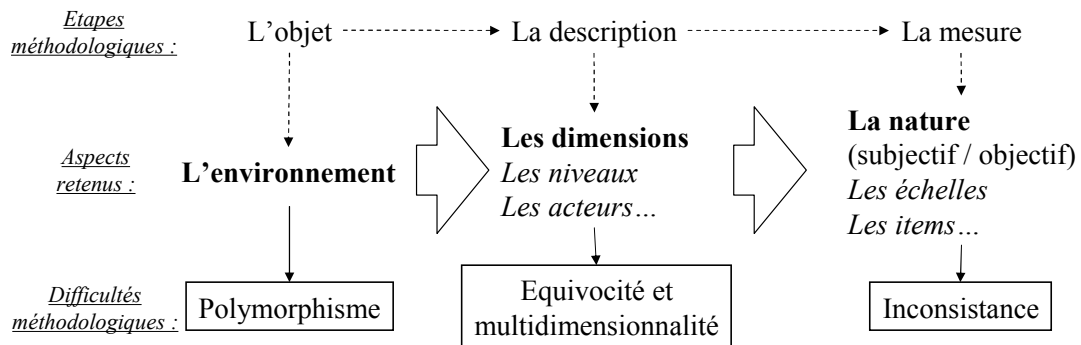 Etapes
méthodologiques :
L’objet
La description
La mesure
Aspects
retenus :
L’environnement
Les dimensions
Les niveaux
Les acteurs…
La nature
(subjectif / objectif)
Les échelles
Les items…
Difficultés
méthodologiques :
Polymorphisme
Equivocité et
multidimensionnalité
Inconsistance